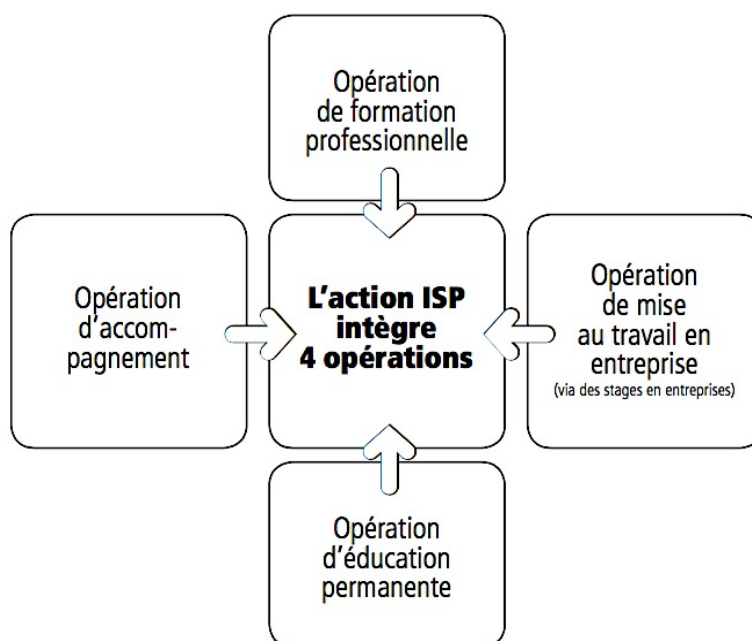 Opération
de formation
professionnelle
Opération
d'accom-
pagnement
L'action ISP
intègre
4 opérations
Opération
de mise
au travail en
entreprise
(via des stages en entreprises)
Opération
d'éducation
permanente